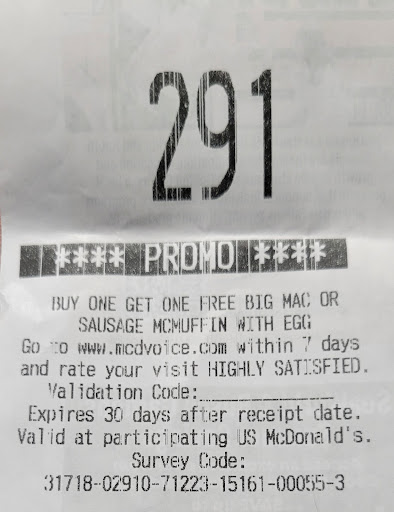 291
**** PROMO ****
BUY ONE GET ONE FREE BIG MAC OR
SAUSAGE MCMUFFIN WITH EGG
Go to www.mcdvoice.com within 7 days
and rate your visit HIGHLY SATISFIED.
Validation Code:______________
Expires 30 days after receipt date.
Valid at participating US McDonald's.
Survey Code:
31718-02910-71223-15161-00055-3